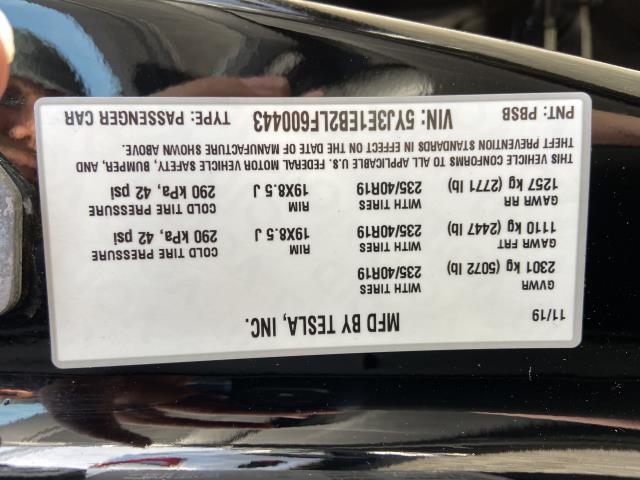 MFD BY TESLA, INC. 11/19
GVWR WITH TIRES
2301 kg (5072 lb) 235/40R19
GAWR FRT WITH TIRES RIM COLD TIRE PRESSURE
1110 kg (2447 lb) 235/40R19 19X8.5 J 290 kPa, 42 psi
GAWR RR WITH TIRES RIM COLD TIRE PRESSURE
1257 kg (2771 lb) 235/40R19 19X8.5 J 290 kPa, 42 psi
THIS VEHICLE CONFORMS TO ALL APPLICABLE U.S. FEDERAL MOTOR VEHICLE SAFETY, BUMPER, AND
THEFT PREVENTION STANDARDS IN EFFECT ON THE DATE OF MANUFACTURE SHOWN ABOVE.
PNT: PBSB VIN: 5YJ3E1EB2LF600443 TYPE: PASSENGER CAR